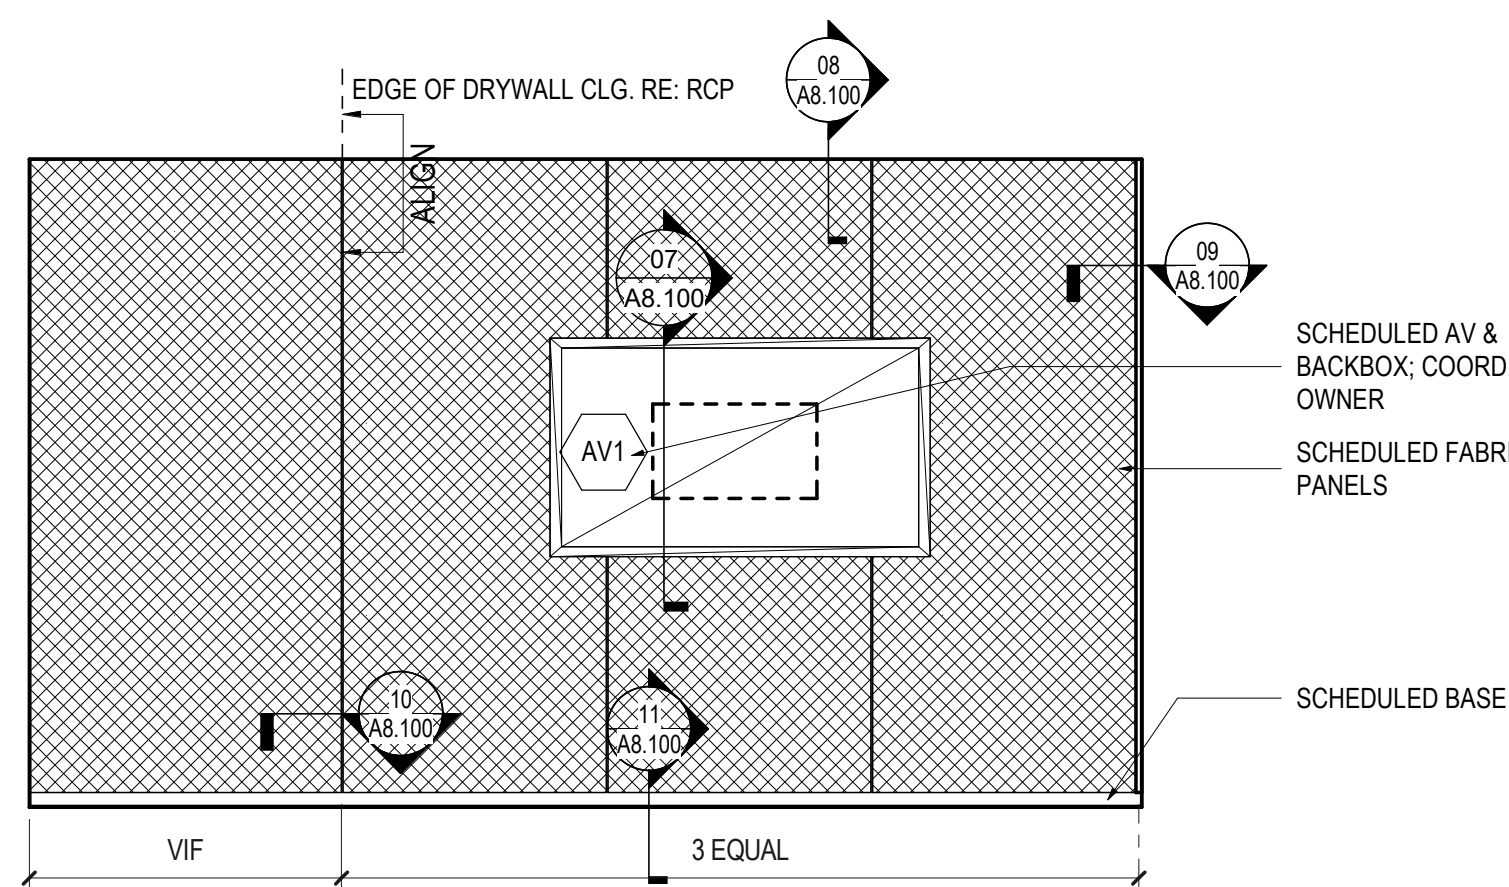 08
A8.100
EDGE OF DRYWALL CLG. RE: RCP
ALIGN
07
A8.100
09
A8.100
SCHEDULED AV &
BACKBOX; COORD
OWNER
AV1
SCHEDULED FABRI
PANELS
10
A8.100
11
A8.100
SCHEDULED BASE
VIF
3 EQUAL